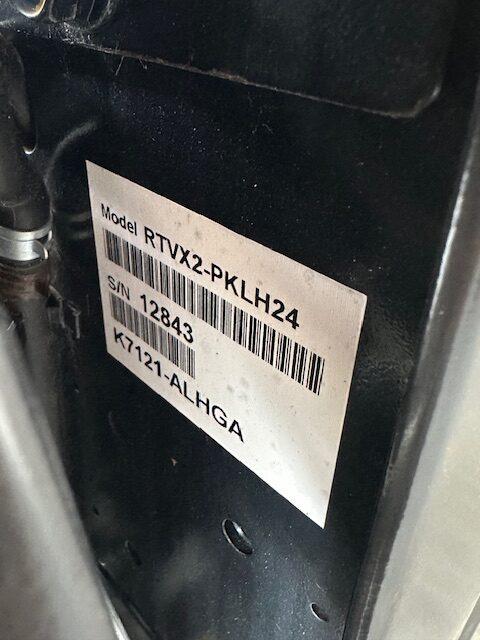 Model RTVX2-PKLH24
S/N 12843
K7121-ALHGA